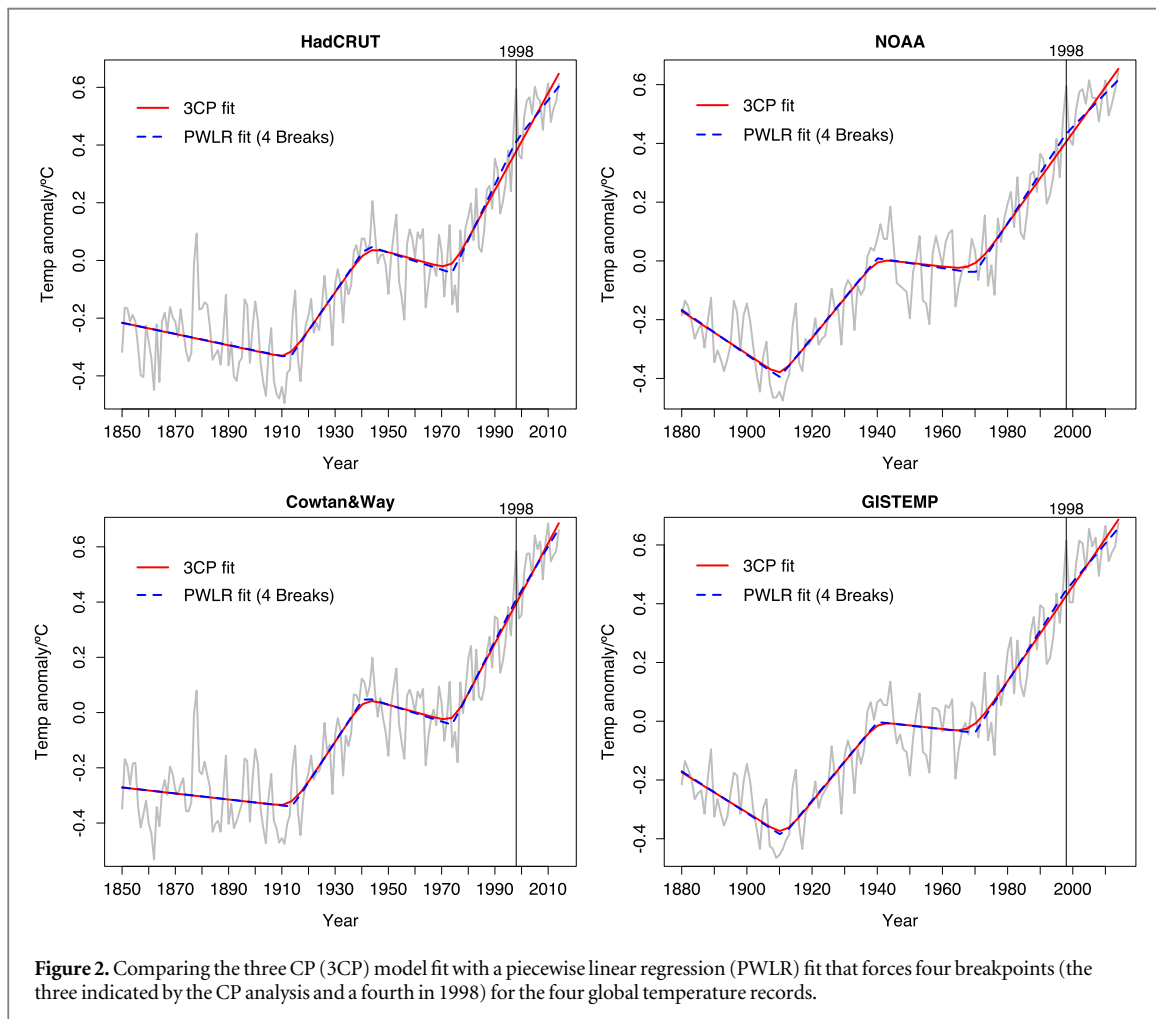 HadCRUT
1998
3CP fit
PWLR fit (4 Breaks)
Temp anomaly/ºC
0.6
0.4
0.2
0.0
-0.2
-0.4
1850 1870 1890 1910 1930 1950 1970 1990 2010
Year
NOAA
1998
3CP fit
PWLR fit (4 Breaks)
Temp anomaly/ºC
0.6
0.4
0.2
0.0
-0.2
-0.4
1880 1900 1920 1940 1960 1980 2000
Year
Cowtan&Way
1998
3CP fit
PWLR fit (4 Breaks)
Temp anomaly/ºC
0.6
0.4
0.2
0.0
-0.2
-0.4
1850 1870 1890 1910 1930 1950 1970 1990 2010
Year
GISTEMP
1998
3CP fit
PWLR fit (4 Breaks)
Temp anomaly/ºC
0.6
0.4
0.2
0.0
-0.2
-0.4
1880 1900 1920 1940 1960 1980 2000
Year
Figure 2. Comparing the three CP (3CP) model fit with a piecewise linear regression (PWLR) fit that forces four breakpoints (the
three indicated by the CP analysis and a fourth in 1998) for the four global temperature records.